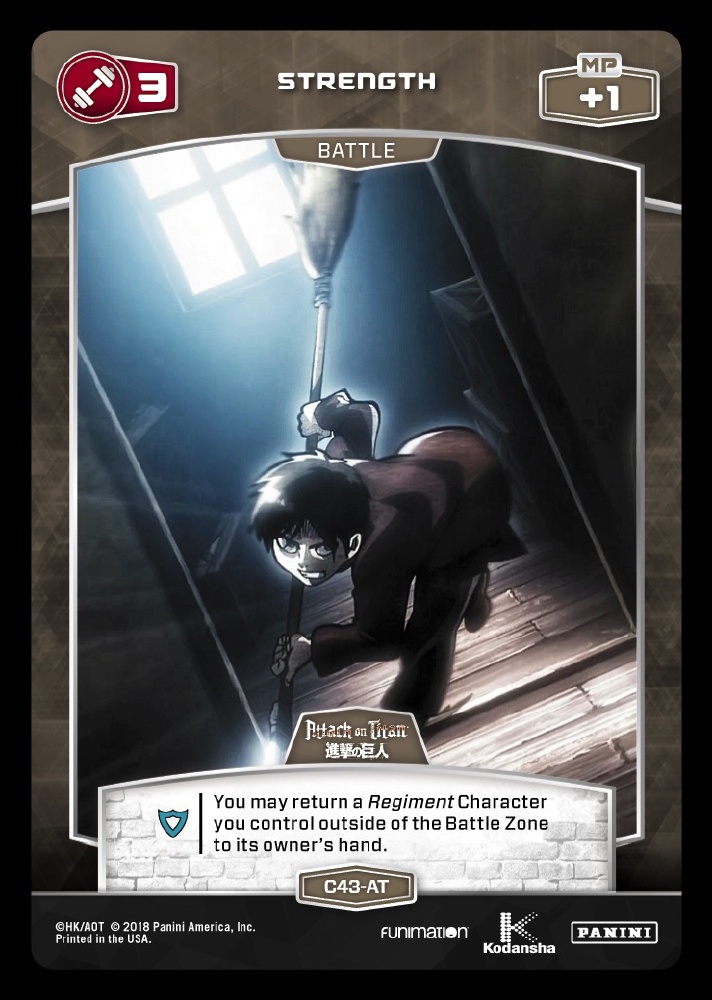 3
STRENGTH
MP
+1
BATTLE
Attack on Titan
進撃の巨人
You may return a Regiment Character
you control outside of the Battle Zone
to its owner's hand.
C43-AT
©HK/AOT © 2018 Panini America, Inc.
Printed in the USA.
FUNIMATION
K
Kodansha
PANINI